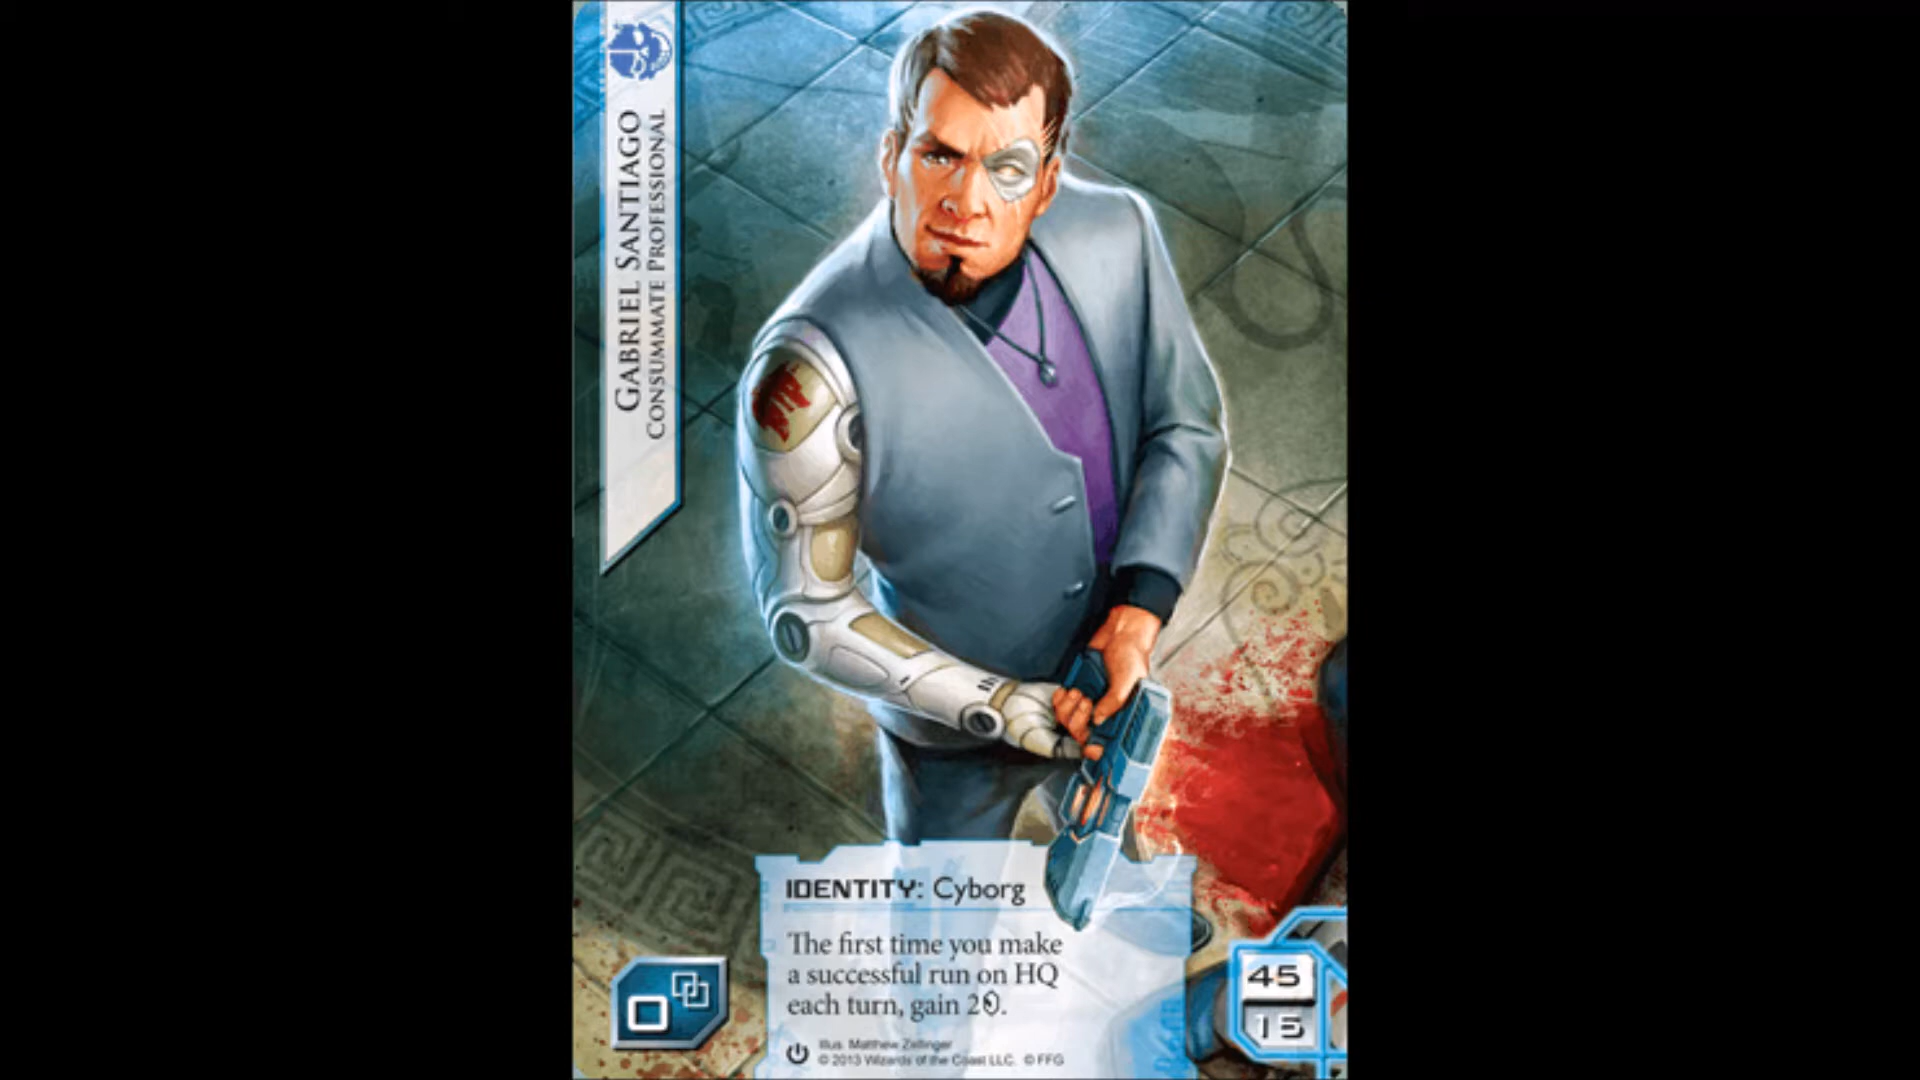 GABRIEL SANTIAGO
CONSUMMATE PROFESSIONAL
IDENTITY: Cyborg
The first time you make
a successful run on HQ
each turn, gain 2.
Illus. Matthew Zeilinger
© 2013 Wizards of the Coast LLC. © FFG
0
45
15